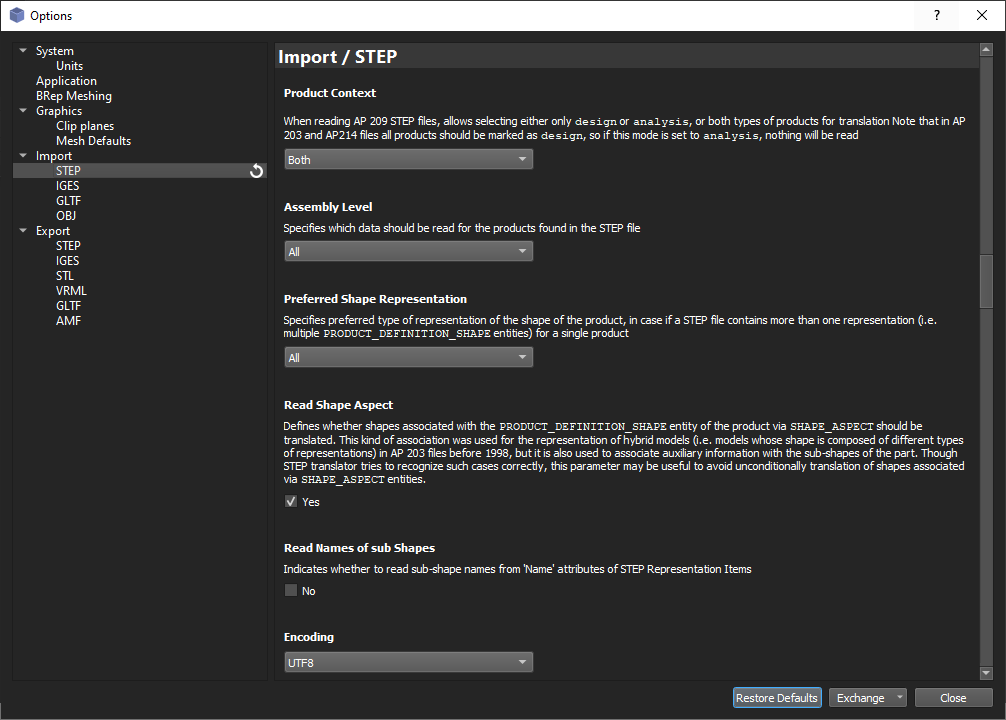 Options
?
System
Units
Application
BRep Meshing
Graphics
Clip planes
Mesh Defaults
Import
STEP
IGES
GLTF
OBJ
Export
STEP
IGES
STL
VRML
GLTF
AMF
Import / STEP
Product Context
When reading AP 209 STEP files, allows selecting either only design or analysis, or both types of products for translation Note that in AP
203 and AP214 files all products should be marked as design, so if this mode is set to analysis, nothing will be read
Both
Assembly Level
Specifies which data should be read for the products found in the STEP file
All
Preferred Shape Representation
Specifies preferred type of representation of the shape of the product, in case if a STEP file contains more than one representation (i.e.
multiple PRODUCT_DEFINITION_SHAPE entities) for a single product
All
Read Shape Aspect
Defines whether shapes associated with the PRODUCT_DEFINITION_SHAPE entity of the product via SHAPE_ASPECT should be
translated. This kind of association was used for the representation of hybrid models (i.e. models whose shape is composed of different types
of representations) in AP 203 files before 1998, but it is also used to associate auxiliary information with the sub-shapes of the part. Though
STEP translator tries to recognize such cases correctly, this parameter may be useful to avoid unconditionally translation of shapes associated
via SHAPE_ASPECT entities.
Yes
Read Names of sub Shapes
Indicates whether to read sub-shape names from 'Name' attributes of STEP Representation Items
No
Encoding
UTF8
Restore Defaults
Exchange
Close